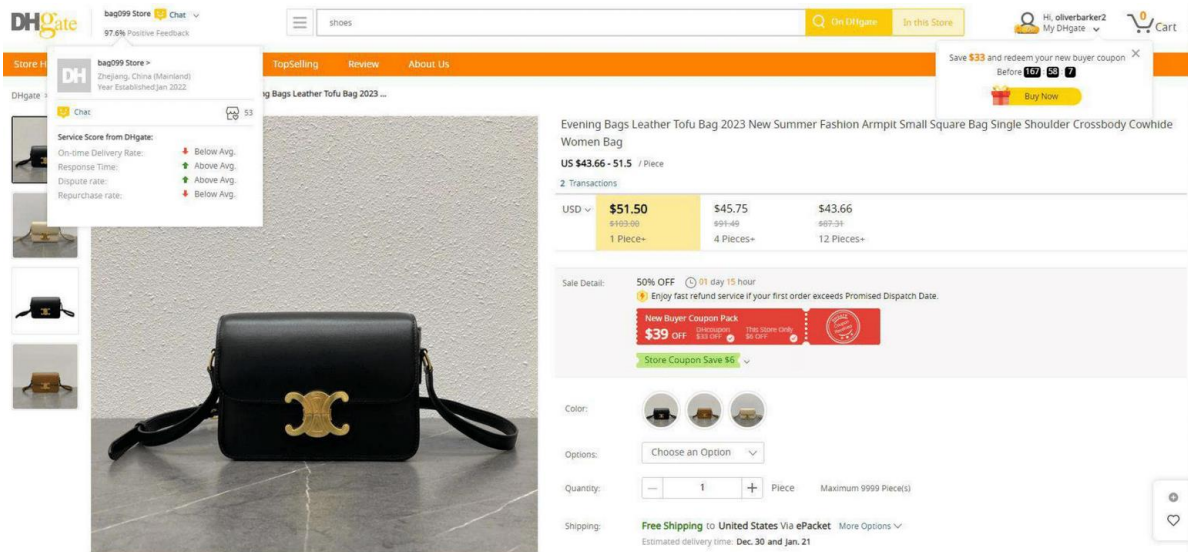 DHgate
bag099 Store Chat
97.6% Positive Feedback
shoes
On DHgate
In this Store
Hi, oliverbarker2
My DHgate
0
Cart
Store H
TopSelling
Review
About Us
Save $33 and redeem your new buyer coupon
Before 167 : 58 : 7
Buy Now
DH
bag099 Store >
Zhejiang, China (Mainland)
Year Established Jan 2022
Chat
53
Service Score from DHgate:
On-time Delivery Rate: Below Avg.
Response Time: Above Avg.
Dispute rate: Above Avg.
Repurchase rate: Below Avg.
DHgate
ng Bags Leather Tofu Bag 2023 ...
Evening Bags Leather Tofu Bag 2023 New Summer Fashion Armpit Small Square Bag Single Shoulder Crossbody Cowhide
Women Bag
US $43.66 - 51.5 / Piece
2 Transactions
USD
$51.50
$103.00
1 Piece+
$45.75
$91.49
4 Pieces+
$43.66
$87.31
12 Pieces+
Sale Detail:
50% OFF 01 day 15 hour
Enjoy fast refund service if your first order exceeds Promised Dispatch Date.
New Buyer Coupon Pack
$39 OFF
DHcoupon
$33 OFF
This Store Only
$6 OFF
Store Coupon Save $6
Color:
Options:
Choose an Option
Quantity:
— 1 +
Piece
Maximum 9999 Piece(s)
Shipping:
Free Shipping to United States Via ePacket More Options
Estimated delivery time: Dec. 30 and Jan. 21